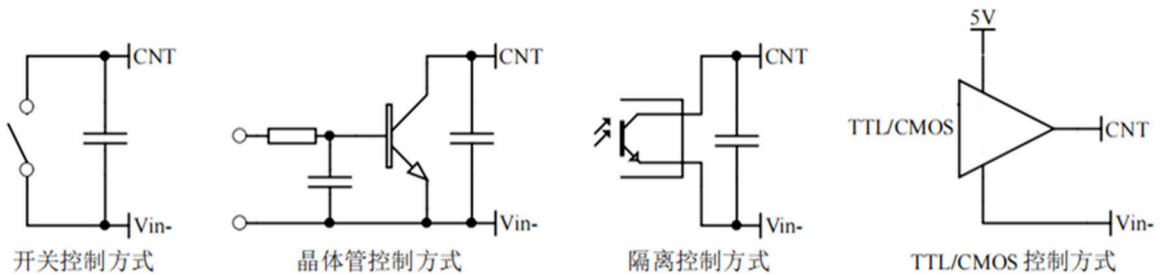 5V
CNT
CNT
CNT
TTL/CMOS
CNT
Vin-
Vin-
Vin-
Vin-
开关控制方式
晶体管控制方式
隔离控制方式
TTL/CMOS 控制方式